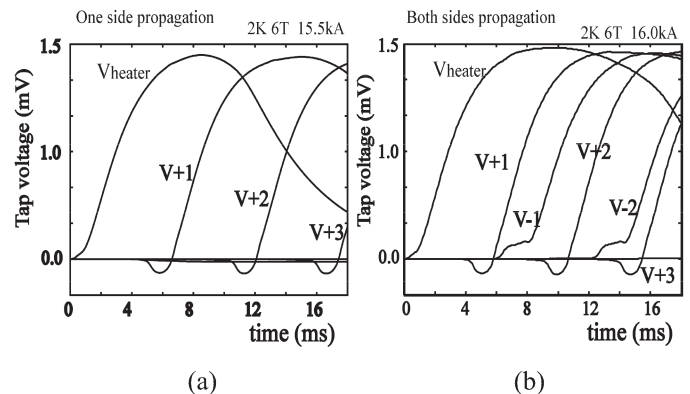 One side propagation
2K 6T 15.5kA
1.5
1.0
0.0
Tap voltage (mV)
Vheater
V+1
V+2
V+3
0 4 8 12 16
time (ms)
(a)
Both sides propagation
2K 6T 16.0kA
1.5
1.0
0.0
Tap voltage (mV)
Vheater
V+1
V-1
V+2
V-2
V+3
0 4 8 12 16
time (ms)
(b)